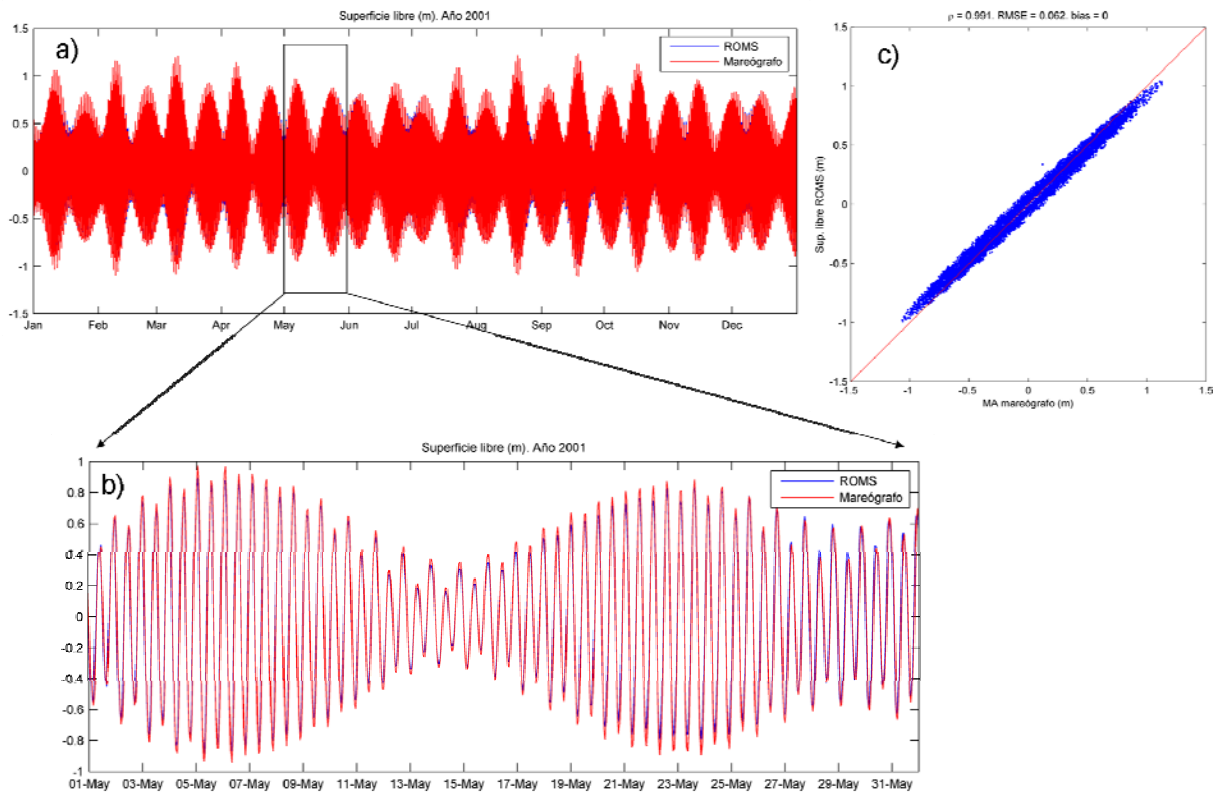 Superficie libre (m). Año 2001
a)
ROMS
Mareógrafo
1.5
1
0.5
0
-0.5
-1
-1.5
Jan Feb Mar Apr May Jun Jul Aug Sep Oct Nov Dec
ρ = 0.991. RMSE = 0.062. bias = 0
c)
Sup. libre ROMS (m)
1.5
1
0.5
0
-0.5
-1
-1.5
-1.5 -1 -0.5 0 0.5 1 1.5
MA mareógrafo (m)
Superficie libre (m). Año 2001
b)
ROMS
Mareógrafo
1
0.8
0.6
0.4
0.2
0
-0.2
-0.4
-0.6
-0.8
-1
01-May 03-May 05-May 07-May 09-May 11-May 13-May 15-May 17-May 19-May 21-May 23-May 25-May 27-May 29-May 31-May